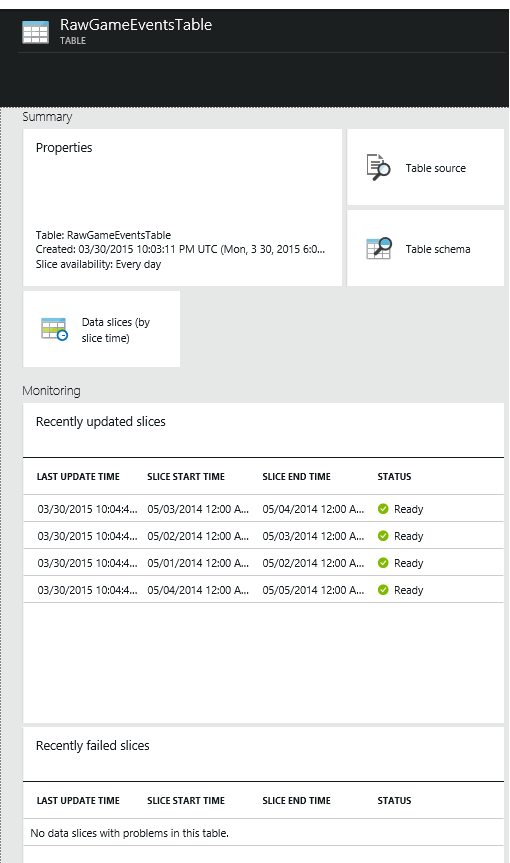 RawGameEventsTable
TABLE
Summary
Properties
Table: RawGameEventsTable
Created: 03/30/2015 10:03:11 PM UTC (Mon, 3 30, 2015 6:0...
Slice availability: Every day
Table source
Table schema
Data slices (by
slice time)
Monitoring
Recently updated slices
LAST UPDATE TIME SLICE START TIME SLICE END TIME STATUS
03/30/2015 10:04:4... 05/03/2014 12:00 A... 05/04/2014 12:00 A... Ready
03/30/2015 10:04:4... 05/02/2014 12:00 A... 05/03/2014 12:00 A... Ready
03/30/2015 10:04:4... 05/01/2014 12:00 A... 05/02/2014 12:00 A... Ready
03/30/2015 10:04:4... 05/04/2014 12:00 A... 05/05/2014 12:00 A... Ready
Recently failed slices
LAST UPDATE TIME SLICE START TIME SLICE END TIME STATUS
No data slices with problems in this table.